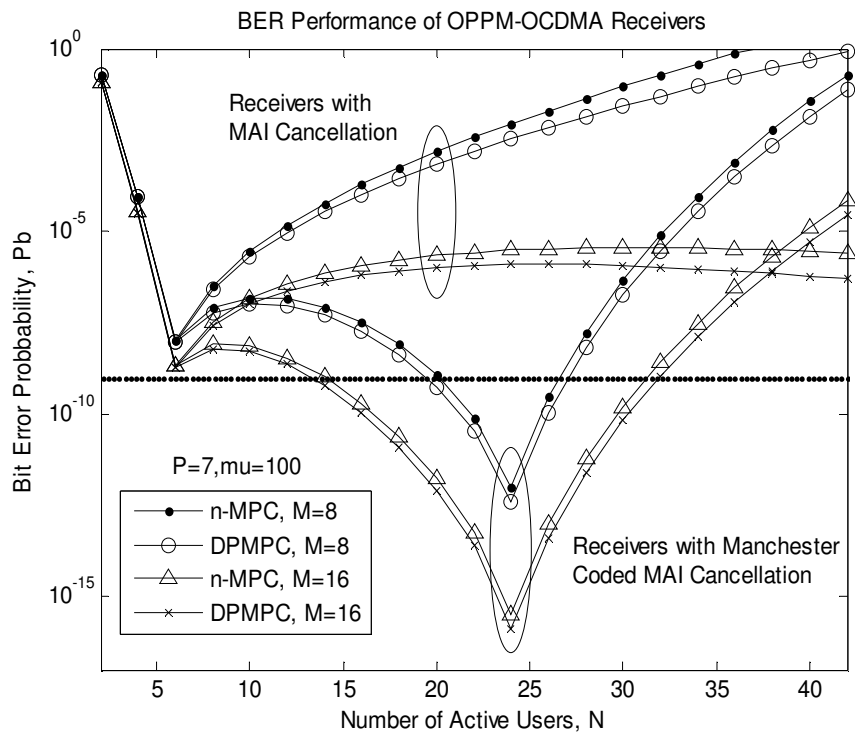 BER Performance of OPPM-OCDMA Receivers
10^0
10^-5
10^-10
10^-15
Bit Error Probbability, Pb
Receivers with
MAI Cancellation
P=7,mu=100
n-MPC, M=8
DPMPC, M=8
n-MPC, M=16
DPMPC, M=16
Receivers with Manchester
Coded MAI Cancellation
5 10 15 20 25 30 35 40
Number of Active Users, N